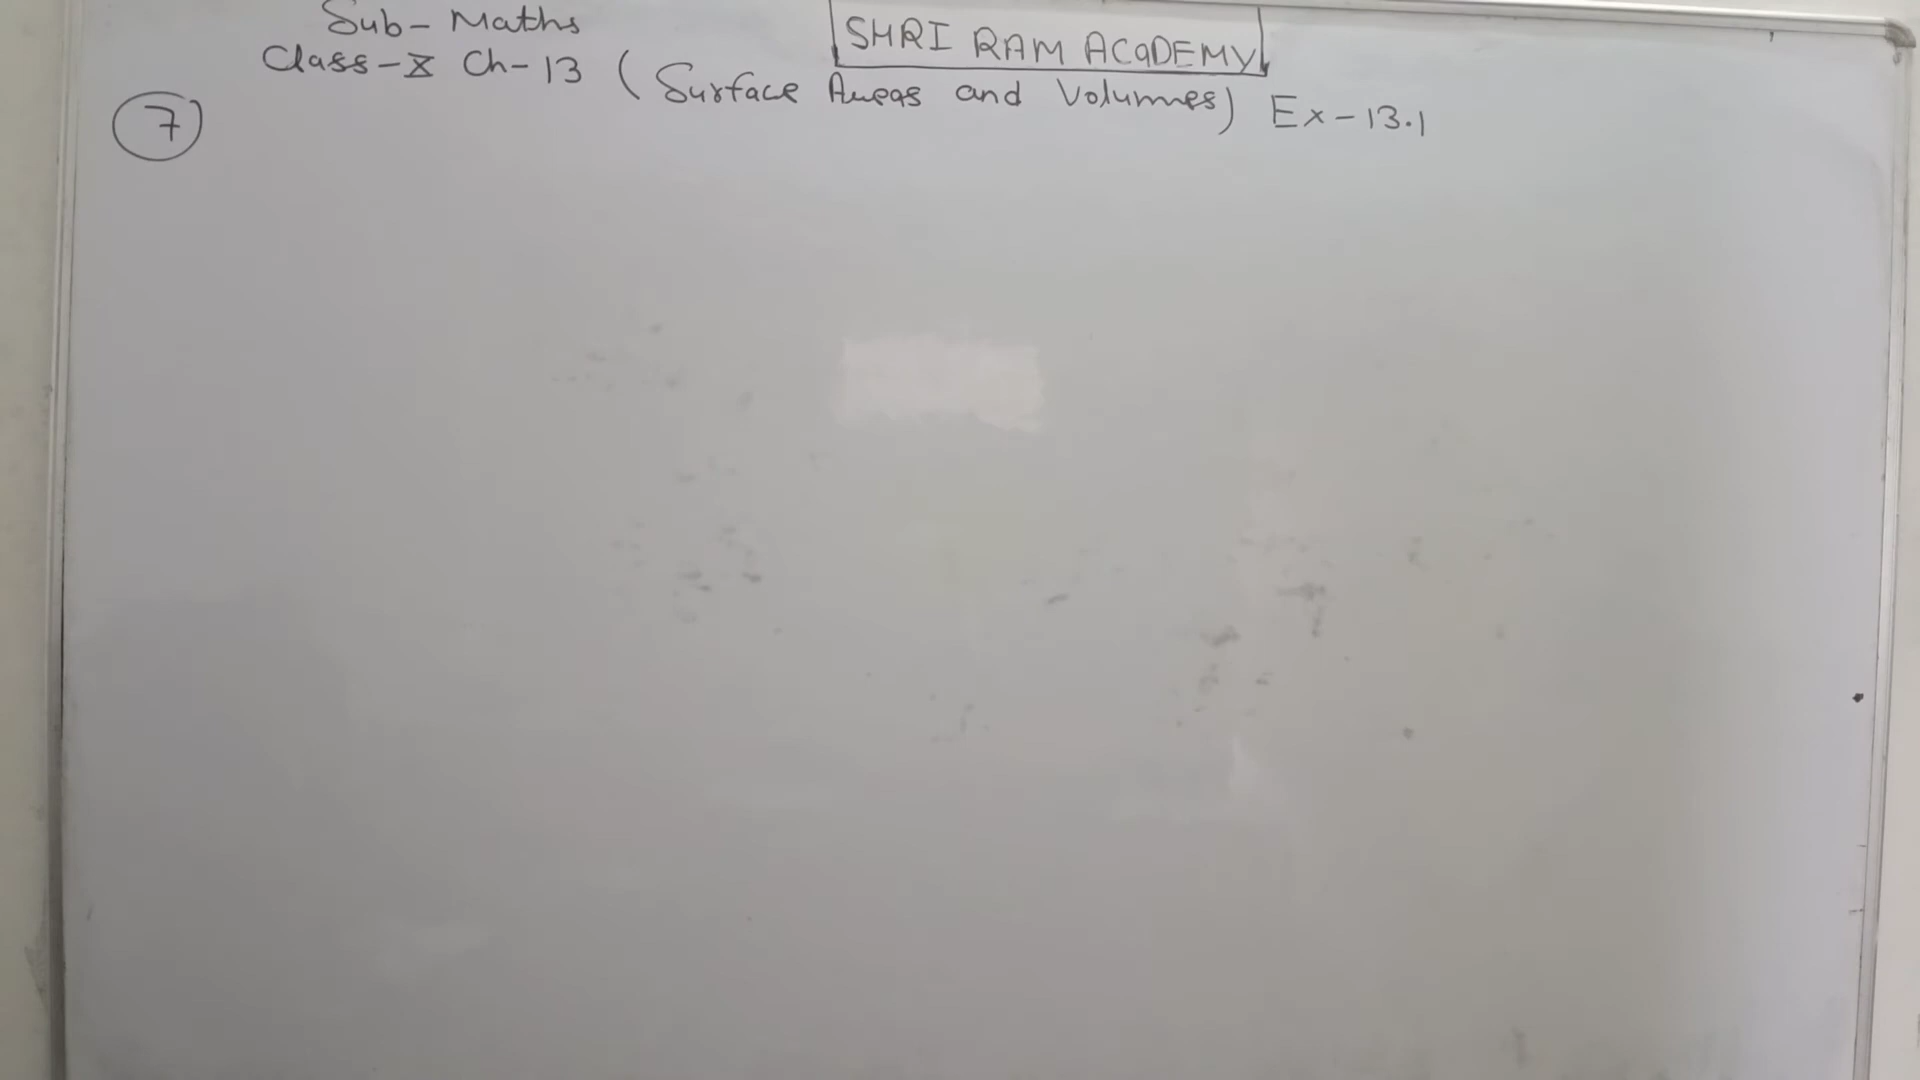 Sub- Maths
SHRI RAM ACADEMY
Class-X Ch-13 (Surface Areas and Volumes) Ex-13.1
7